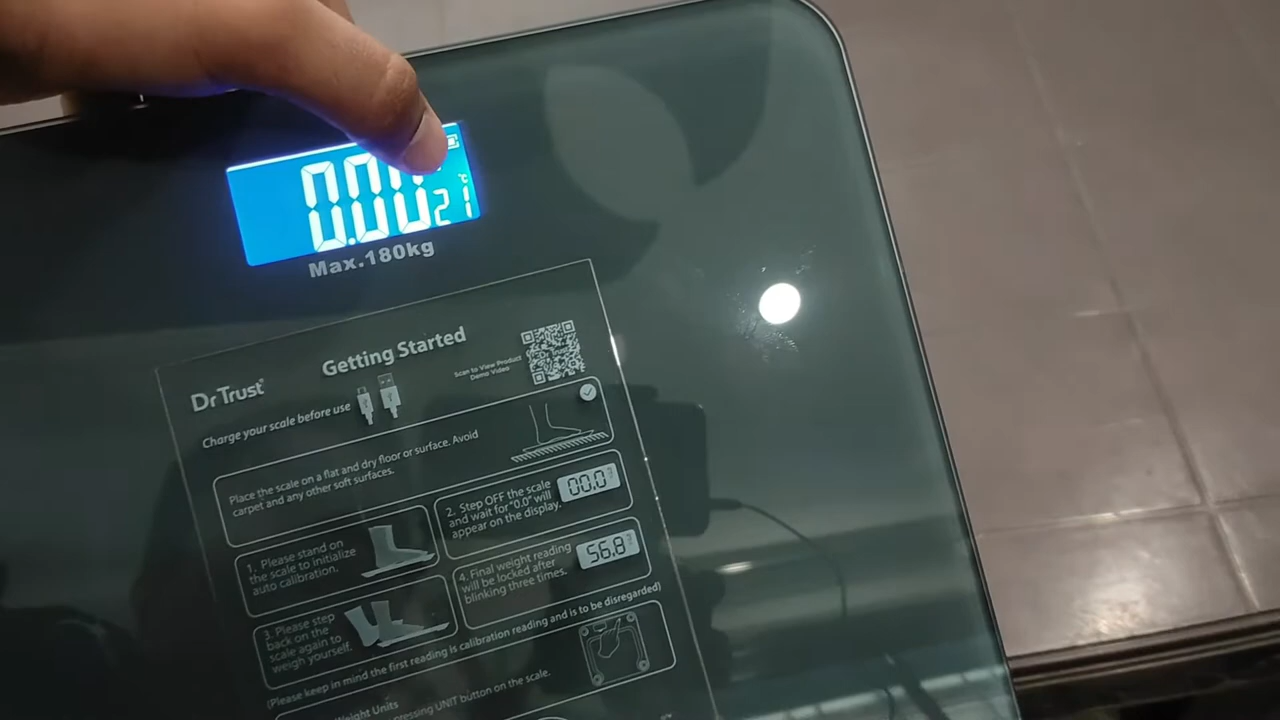 0.00
21
°C
Max.180kg
Getting Started
Dr Trust®
Scan to View Product
Demo Video
Charge your scale before use
Place the scale on a flat and dry floor or surface. Avoid
carpet and any other soft surfaces.
1. Please stand on
the scale to initialize
auto calibration.
2. Step OFF the scale
and wait for "0.0" will
appear on the display.
00.0
3. Please step
back on the
scale again to
weigh yourself.
4. Final weight reading
will be locked after
blinking three times.
56.8
(Please keep in mind the first reading is calibration reading and is to be disregarded)
Weight Units
pressing UNIT button on the scale.